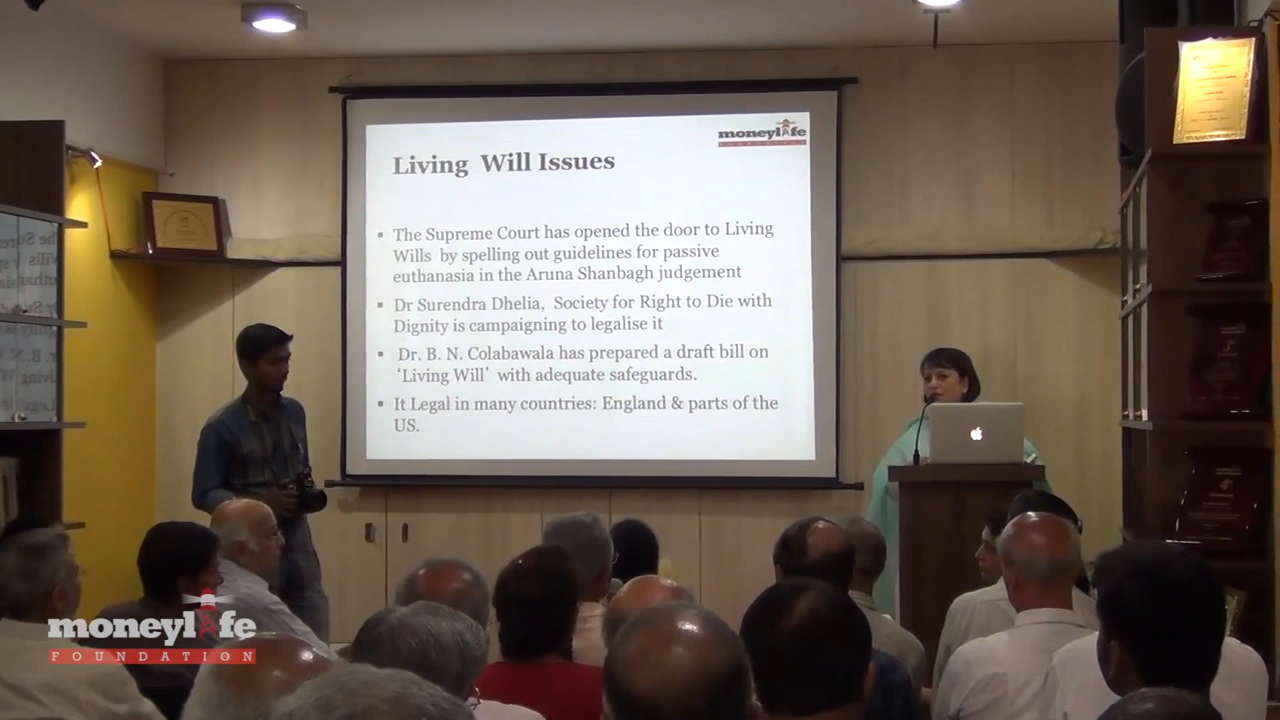 moneylife
FOUNDATION
Living Will Issues
The Supreme Court has opened the door to Living
Wills by spelling out guidelines for passive
euthanasia in the Aruna Shanbagh judgement
Dr Surendra Dhelia, Society for Right to Die with
Dignity is campaigning to legalise it
Dr. B. N. Colabawala has prepared a draft bill on
‘Living Will’ with adequate safeguards.
It Legal in many countries: England & parts of the
US.
moneylife
FOUNDATION